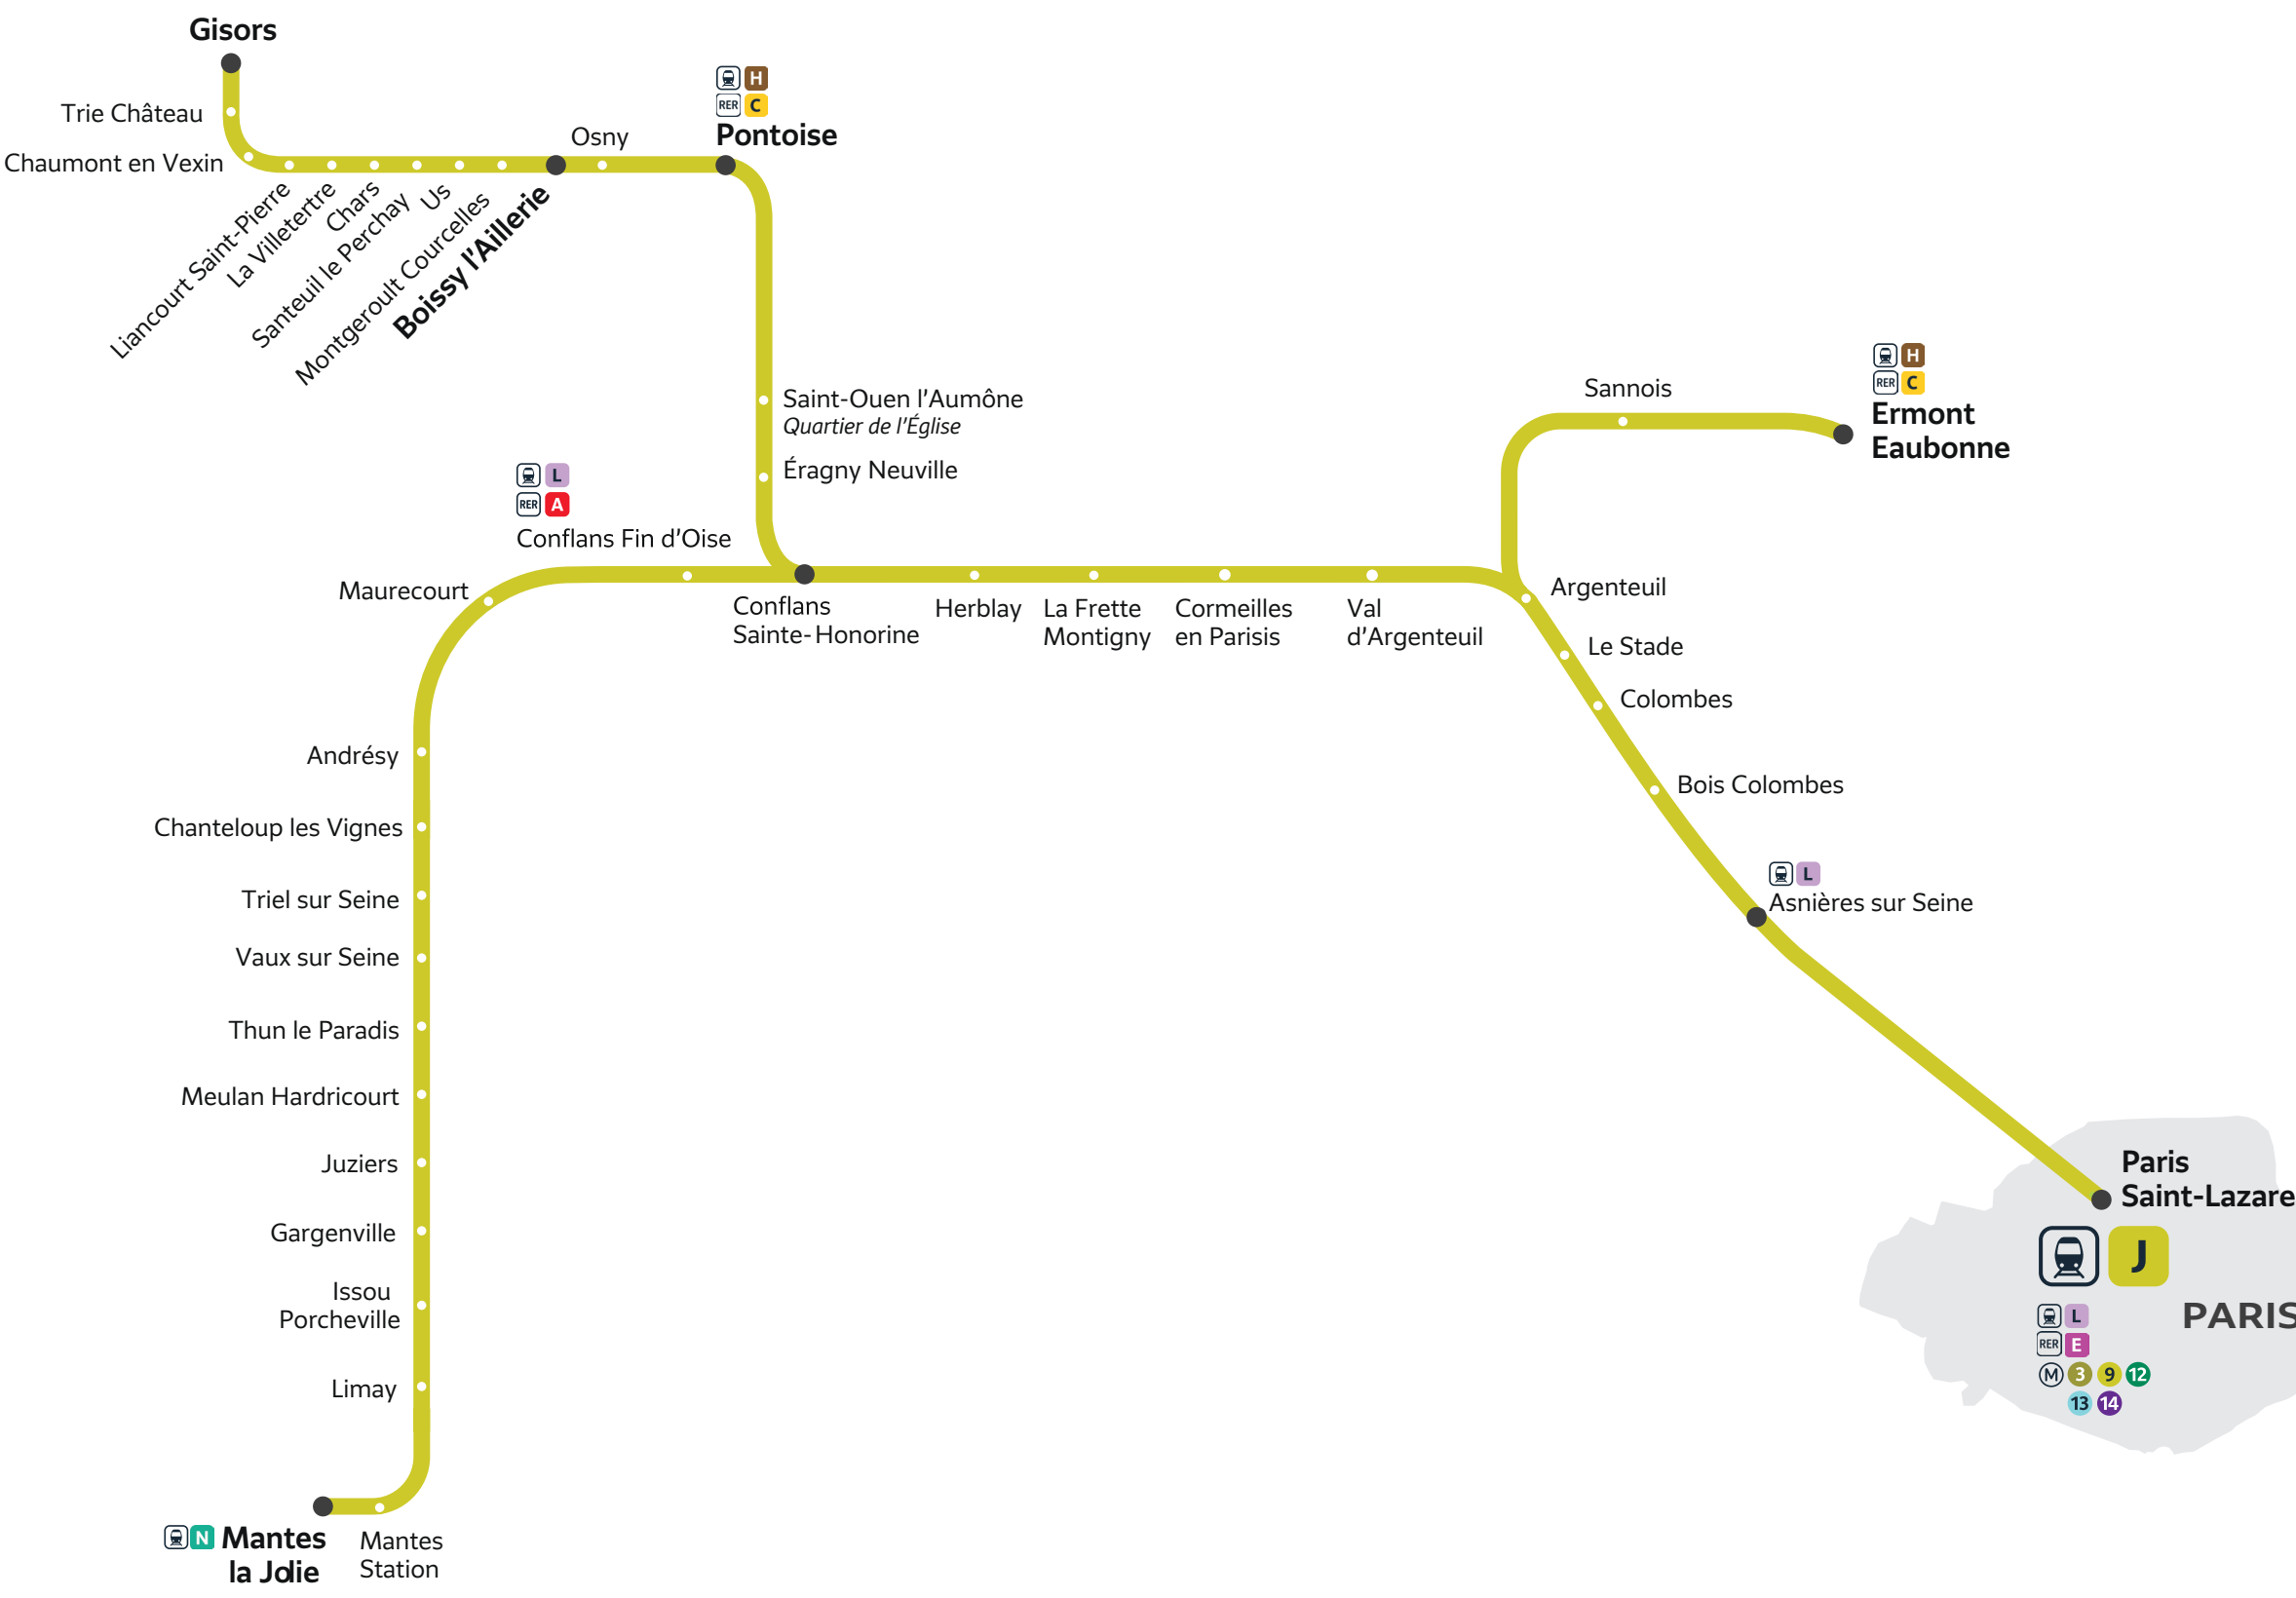 Gisors
Trie Château
Chaumont en Vexin
Liancourt Saint-Pierre
La Villetertre
Chars
Santeuil le Perchay
Us
Montgeroult Courcelles
Boissy l'Aillerie
Osny
H
RER C
Pontoise
Saint-Ouen l'Aumône
Quartier de l'Église
Éragny Neuville
L
RER A
Conflans Fin d'Oise
Maurecourt
Conflans
Sainte-Honorine
Herblay
La Frette
Montigny
Cormeilles
en Parisis
Val
d'Argenteuil
Sannois
H
RER C
Ermont
Eaubonne
Argenteuil
Le Stade
Colombes
Bois Colombes
L
Asnières sur Seine
Andrésy
Chanteloup les Vignes
Triel sur Seine
Vaux sur Seine
Thun le Paradis
Meulan Hardricourt
Juziers
Gargenville
Issou
Porcheville
Limay
N Mantes
la Jolie
Mantes
Station
Paris
Saint-Lazare
J
PARIS
L
RER E
M 3 9 12
13 14